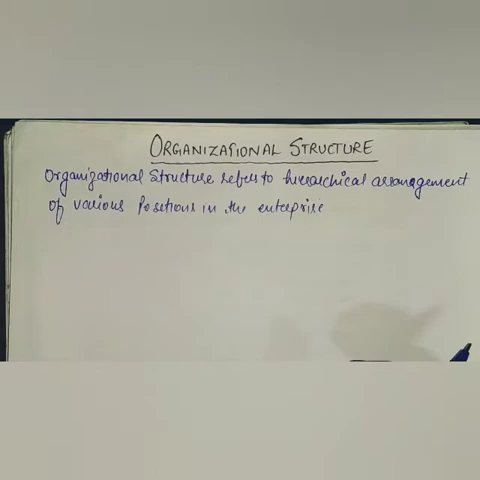 ORGANIZATIONAL STRUCTURE
Organizational Structure refers to hierarchical arrangement
of various Positions in the enterprise